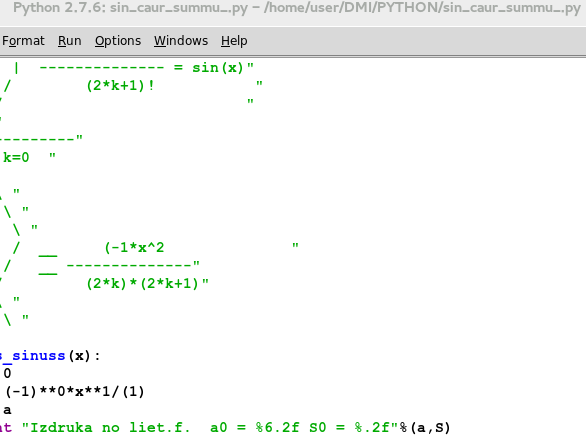 Python 2.7.6: sin_caur_summu_.py - /home/user/DMI/PYTHON/sin_caur_summu_.py
Format Run Options Windows Help
| -------------- = sin(x)"
/ (2*k+1)! "
/ "
---------"
k=0 "
\ "
\ "
\ "
/ __ (-1*x^2 "
/ __ --------------"
/ (2*k)*(2*k+1)"
\ "
\ "
s_sinuss(x):
0
(-1)**0*x**1/(1)
a
nt "Izdruka no liet.f. a0 = %6.2f S0 = %.2f"%(a,S)